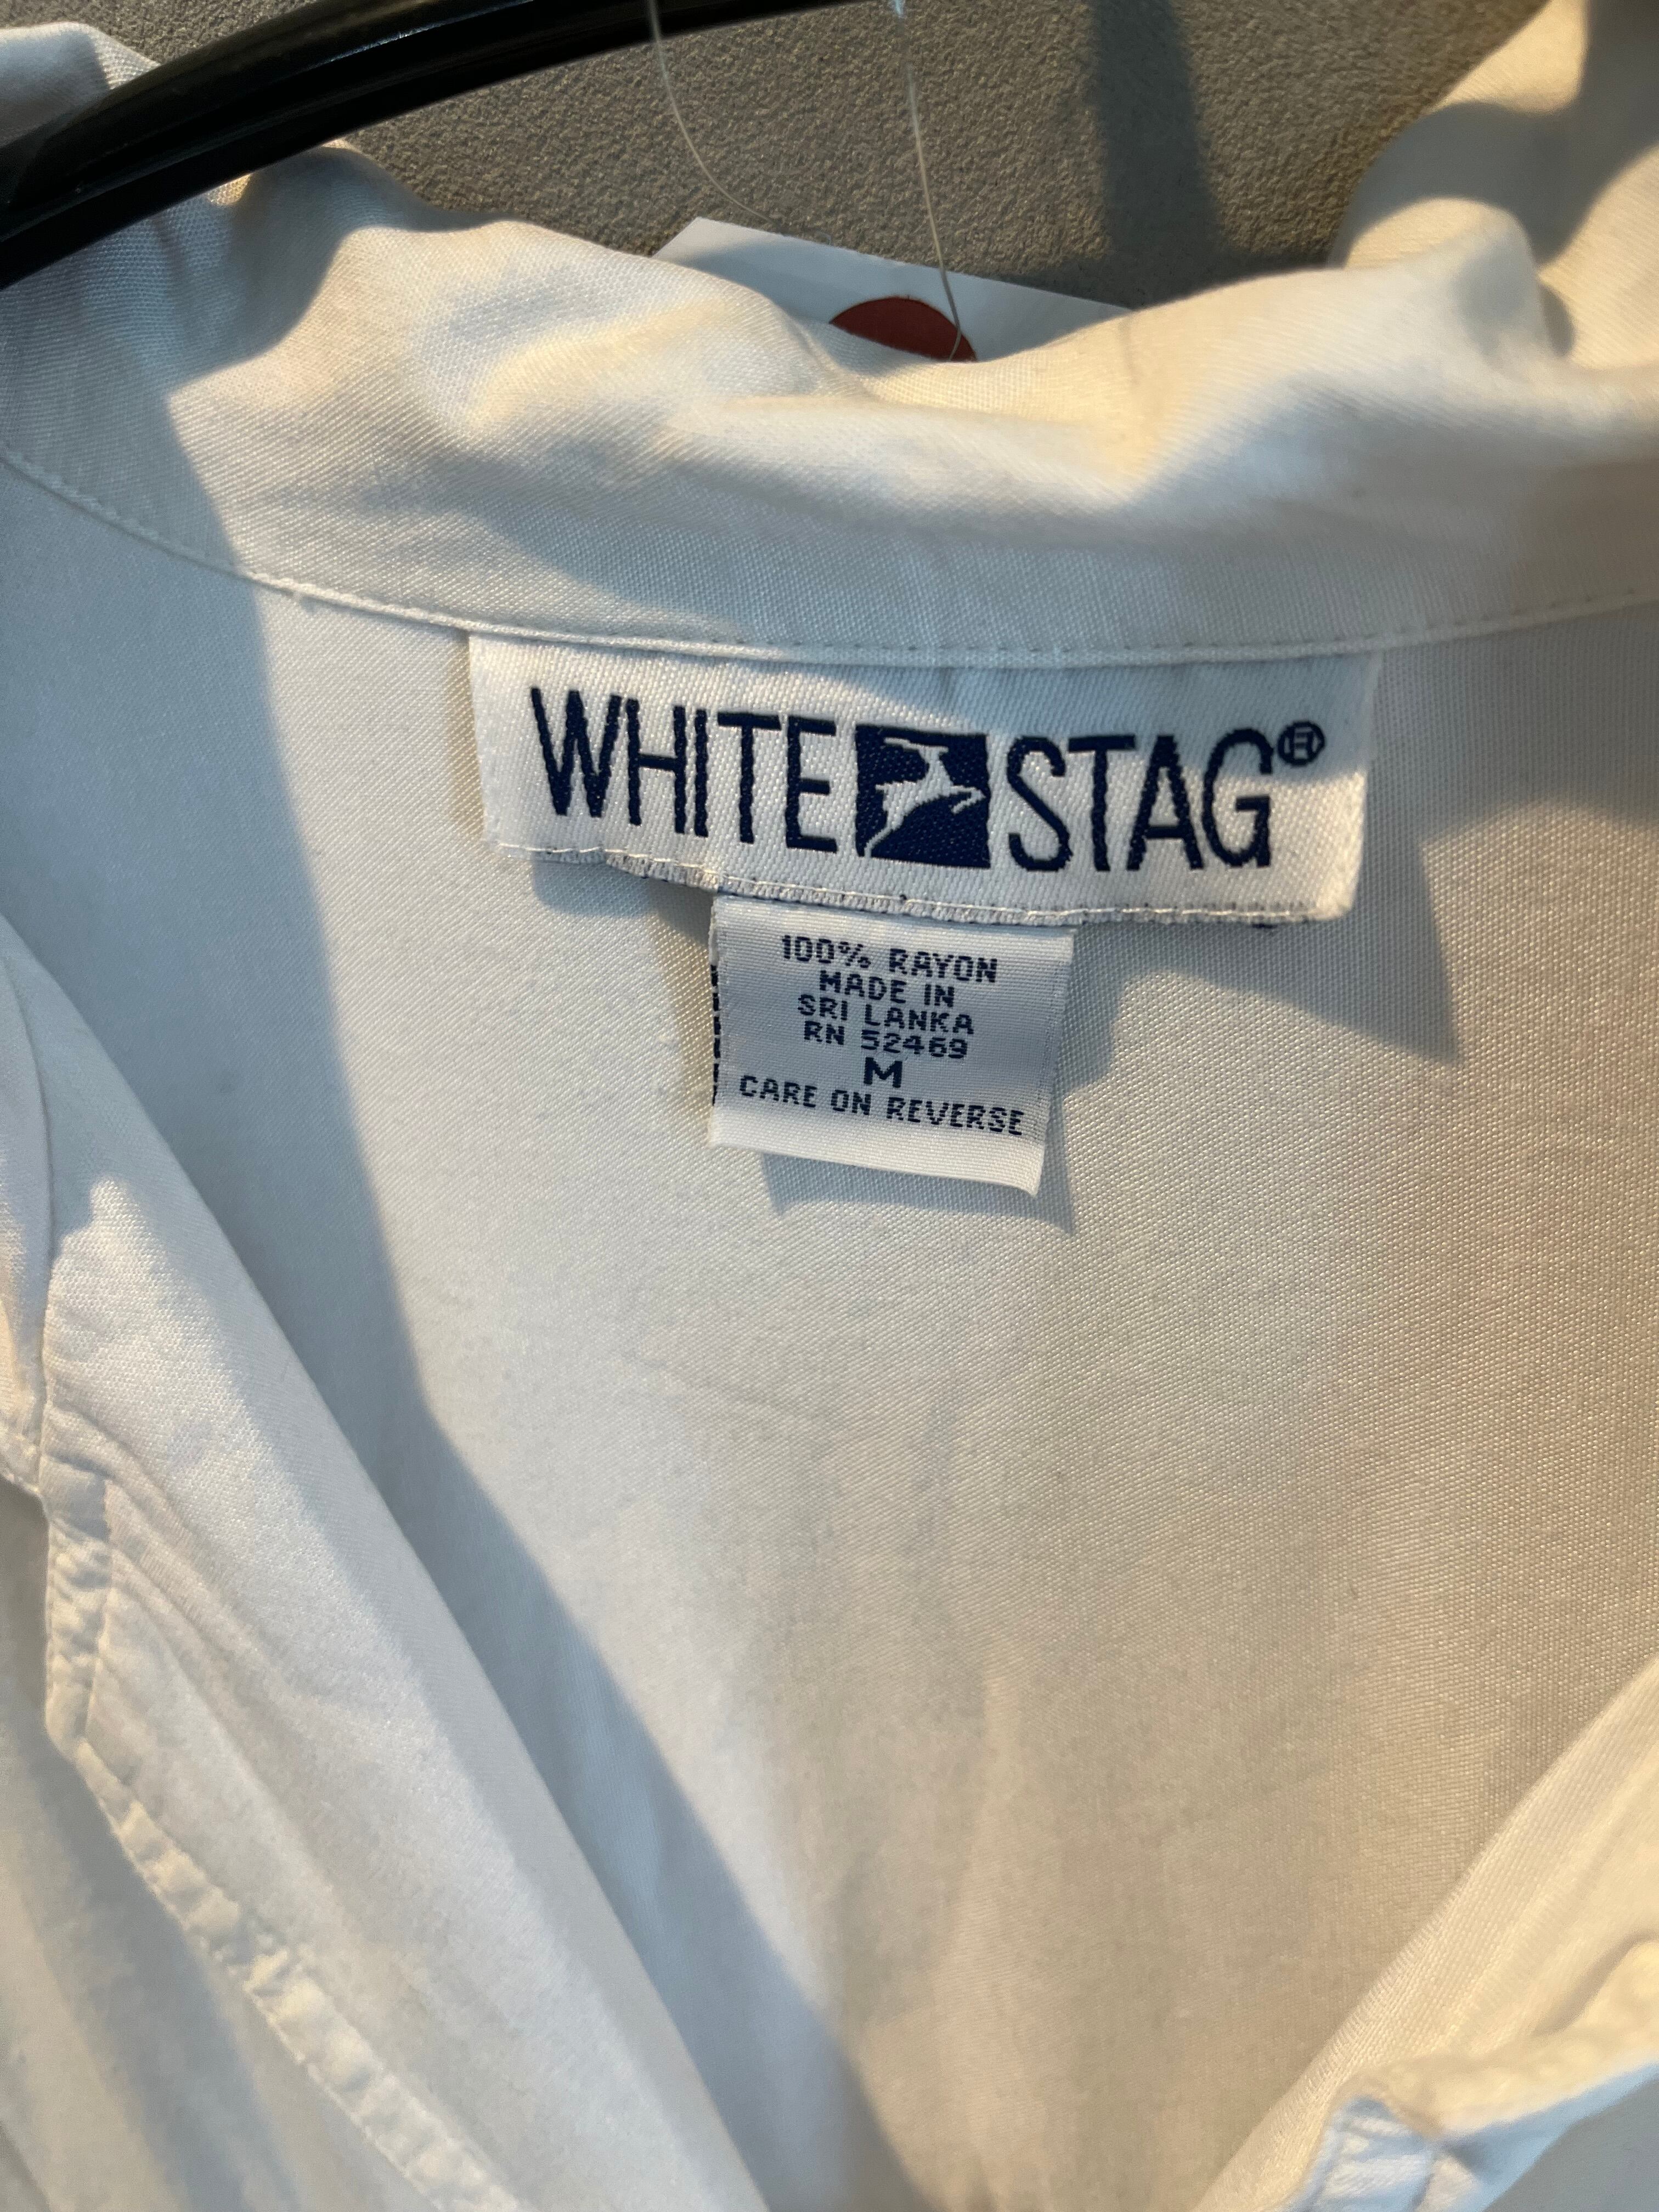 WHITE STAG®
100% RAYON
MADE IN
SRI LANKA
RN 52469
M
CARE ON REVERSE